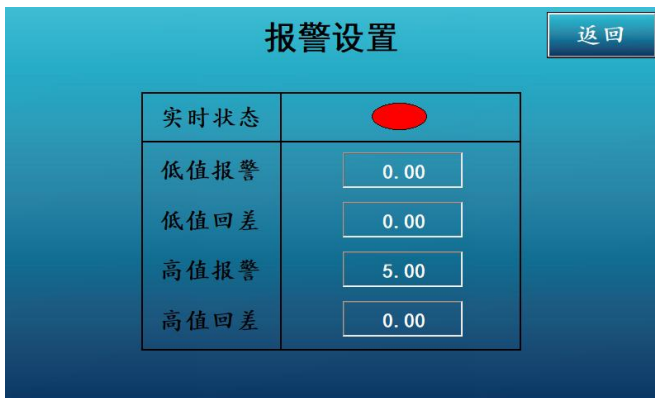 报警设置
返回
实时状态
低值报警 0.00
低值回差 0.00
高值报警 5.00
高值回差 0.00